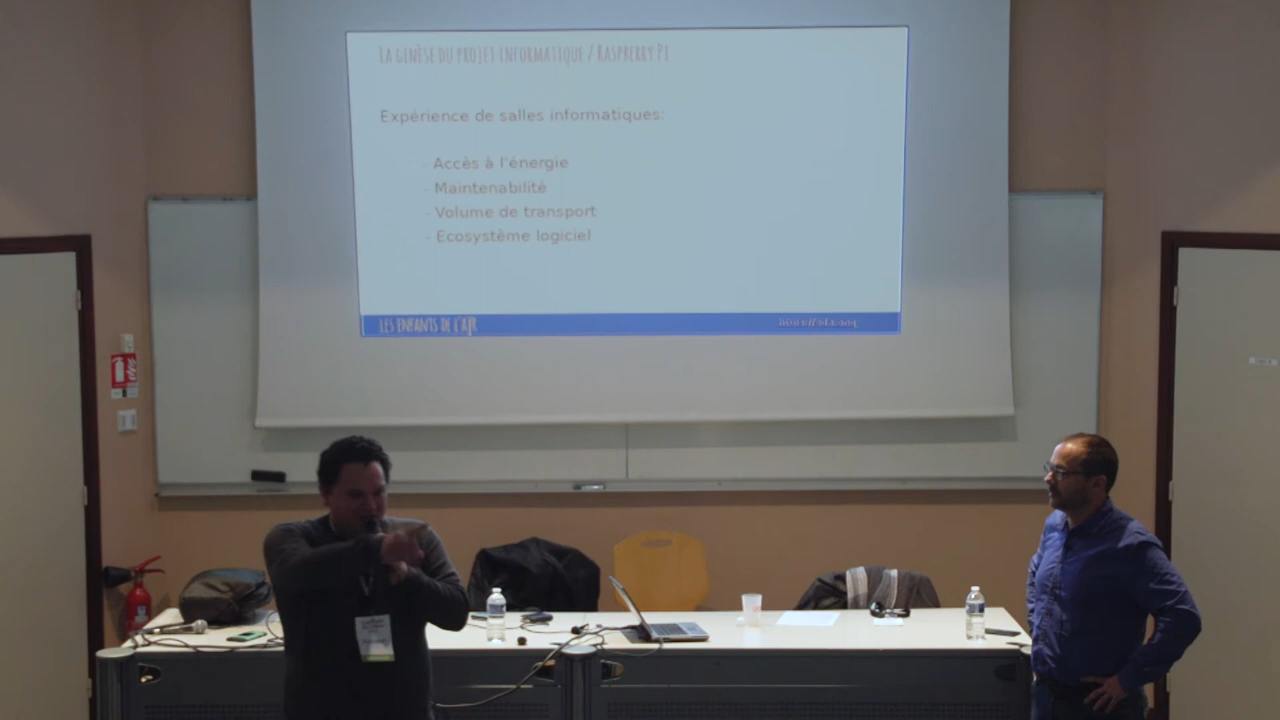 La genèse du projet informatique / Raspberry Pi
Expérience de salles informatiques:
- Accès à l'énergie
- Maintenabilité
- Volume de transport
- Ecosystème logiciel
LES ENFANTS DE L'AIR